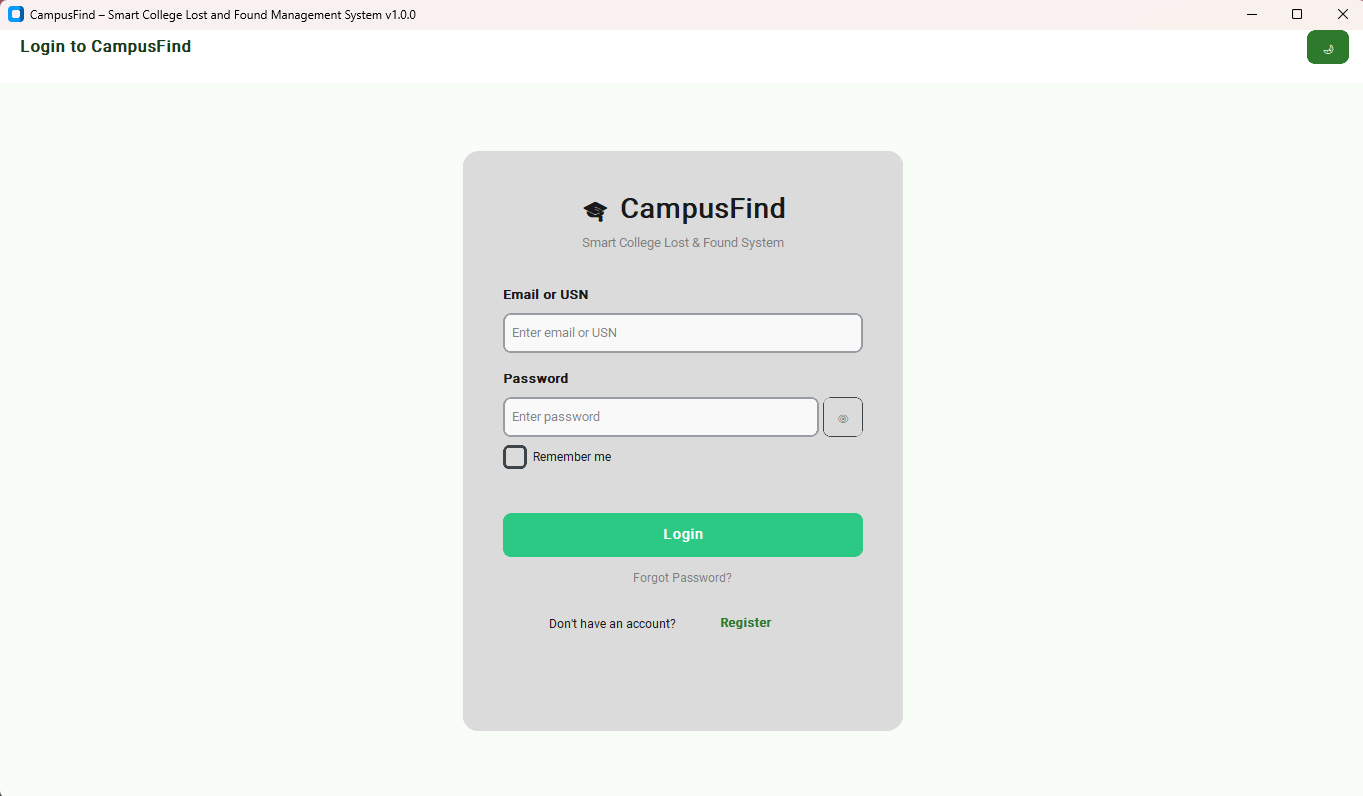 CampusFind – Smart College Lost and Found Management System v1.0.0
Login to CampusFind
CampusFind
Smart College Lost & Found System
Email or USN
Enter email or USN
Password
Enter password
Remember me
Login
Forgot Password?
Don't have an account? Register